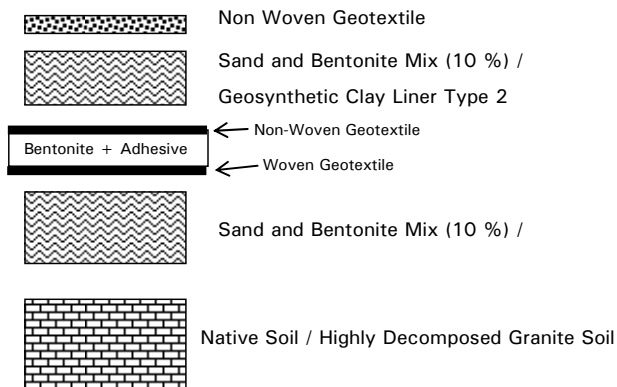 Non Woven Geotextile
Sand and Bentonite Mix (10 %) /
Geosynthetic Clay Liner Type 2
Non-Woven Geotextile
Bentonite + Adhesive
Woven Geotextile
Sand and Bentonite Mix (10 %) /
Native Soil / Highly Decomposed Granite Soil